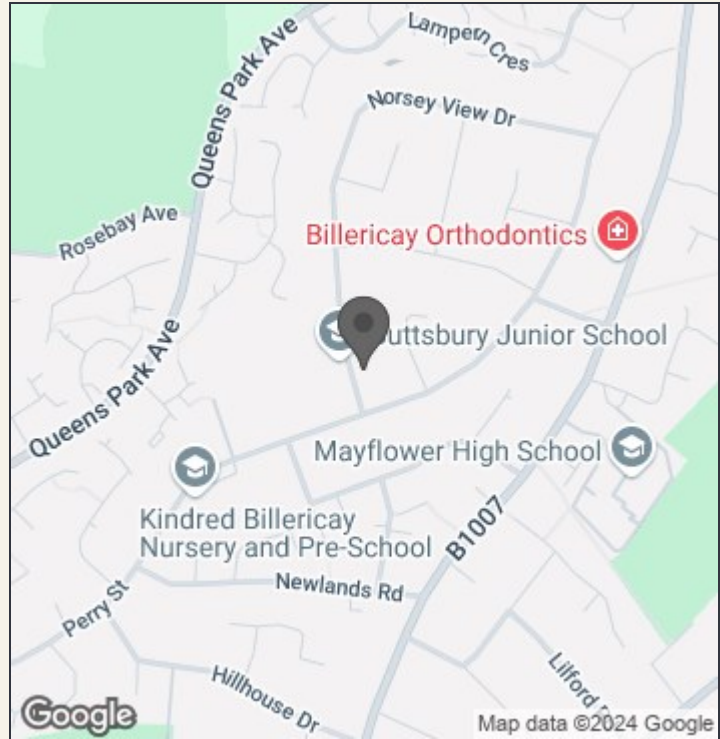 Lampern Cres
Queens Park Ave
Norsey View Dr
Rosebay Ave
Billericay Orthodontics
uttsbury Junior School
Queens Park Ave
Mayflower High School
Kindred Billericay
Nursery and Pre-School
B1007
Newlands Rd
Perry St
Hillhouse Dr
Lilford
Google
Map data ©2024 Google